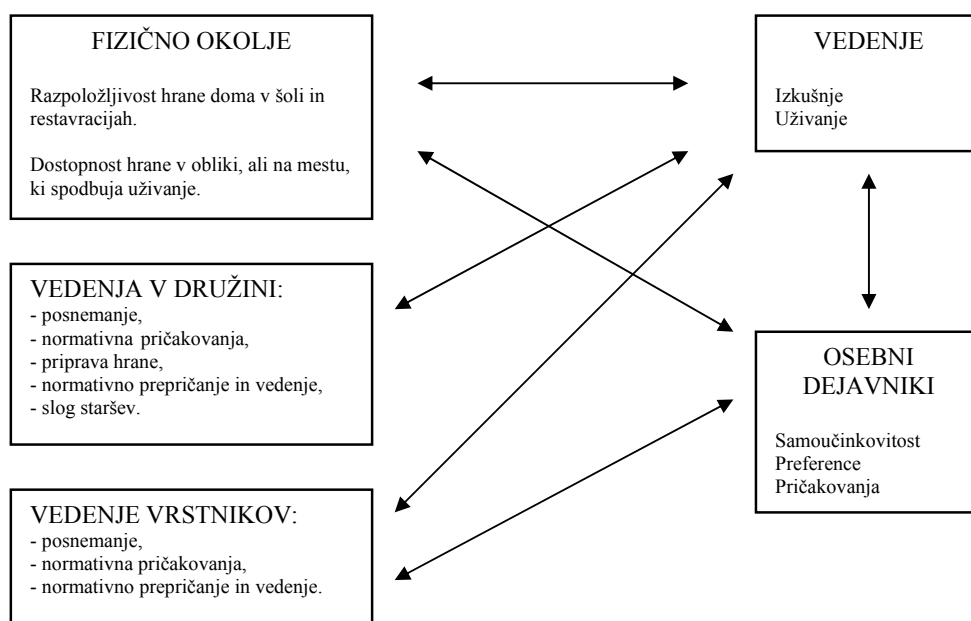 FIZIČNO OKOLJE
Razpoložljivost hrane doma v šoli in
restavracijah.
Dostopnost hrane v obliki, ali na mestu,
ki spodbuja uživanje.
VEDENJA V DRUŽINI:
- posnemanje,
- normativna pričakovanja,
- priprava hrane,
- normativno prepričanje in vedenje,
- slog staršev.
VEDENJE VRSTNIKOV:
- posnemanje,
- normativna pričakovanja,
- normativno prepričanje in vedenje.
VEDENJE
Izkušnje
Uživanje
OSEBNI
DEJAVNIKI
Samoučinkovitost
Preference
Pričakovanja